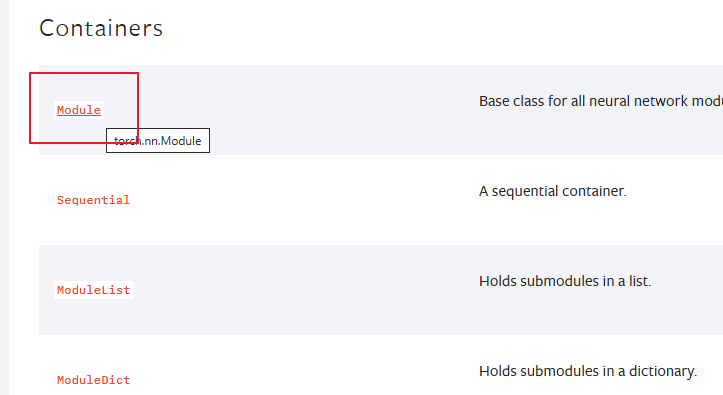 Containers
Module
Base class for all neural network modu
torch.nn.Module
Sequential
A sequential container.
ModuleList
Holds submodules in a list.
ModuleDict
Holds submodules in a dictionary.